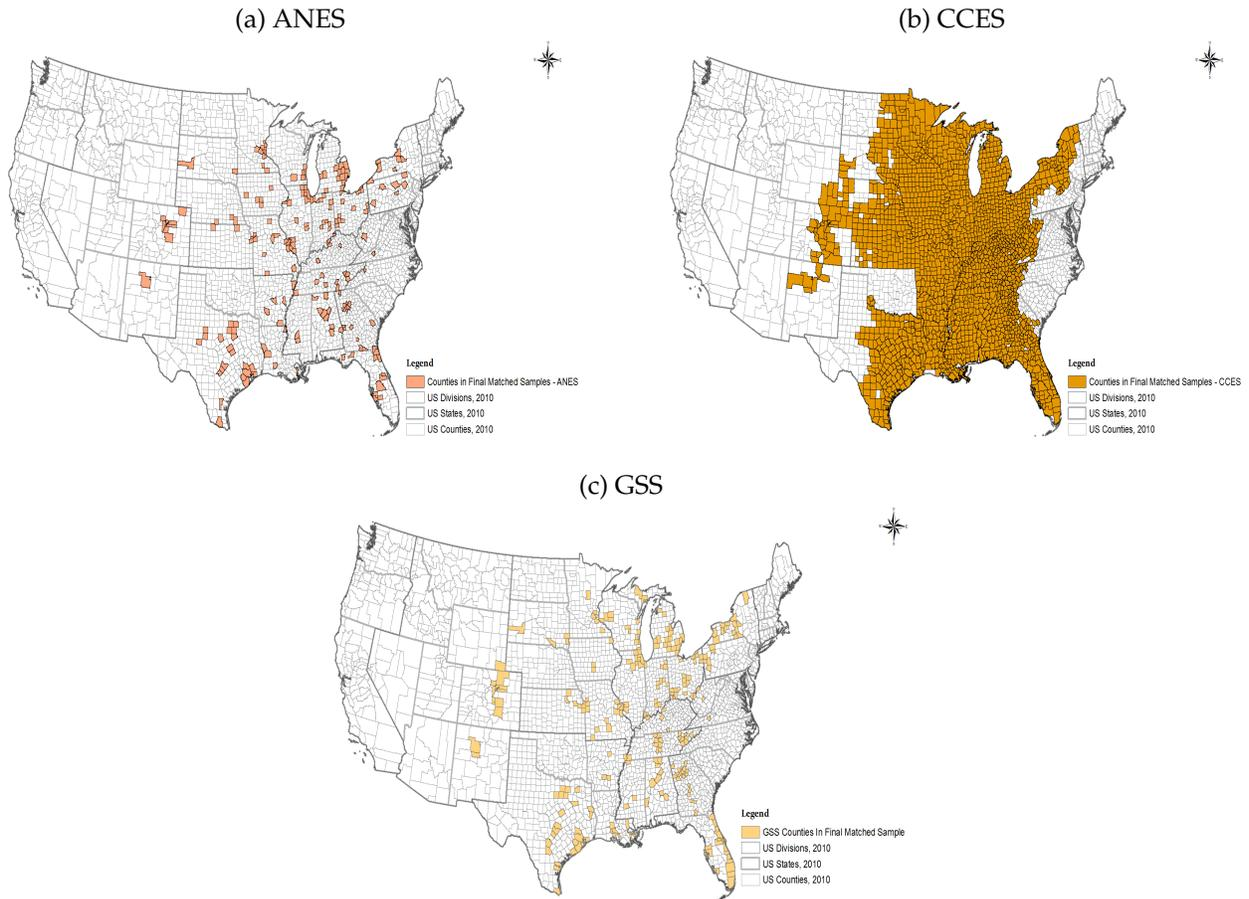 (a) ANES
(b) CCES
Legend
Counties in Final Matched Samples - ANES
US Divisions, 2010
US States, 2010
US Counties, 2010
Legend
Counties in Final Matched Samples - CCES
US Divisions, 2010
US States, 2010
US Counties, 2010
(c) GSS
Legend
GSS Counties In Final Matched Sample
US Divisions, 2010
US States, 2010
US Counties, 2010